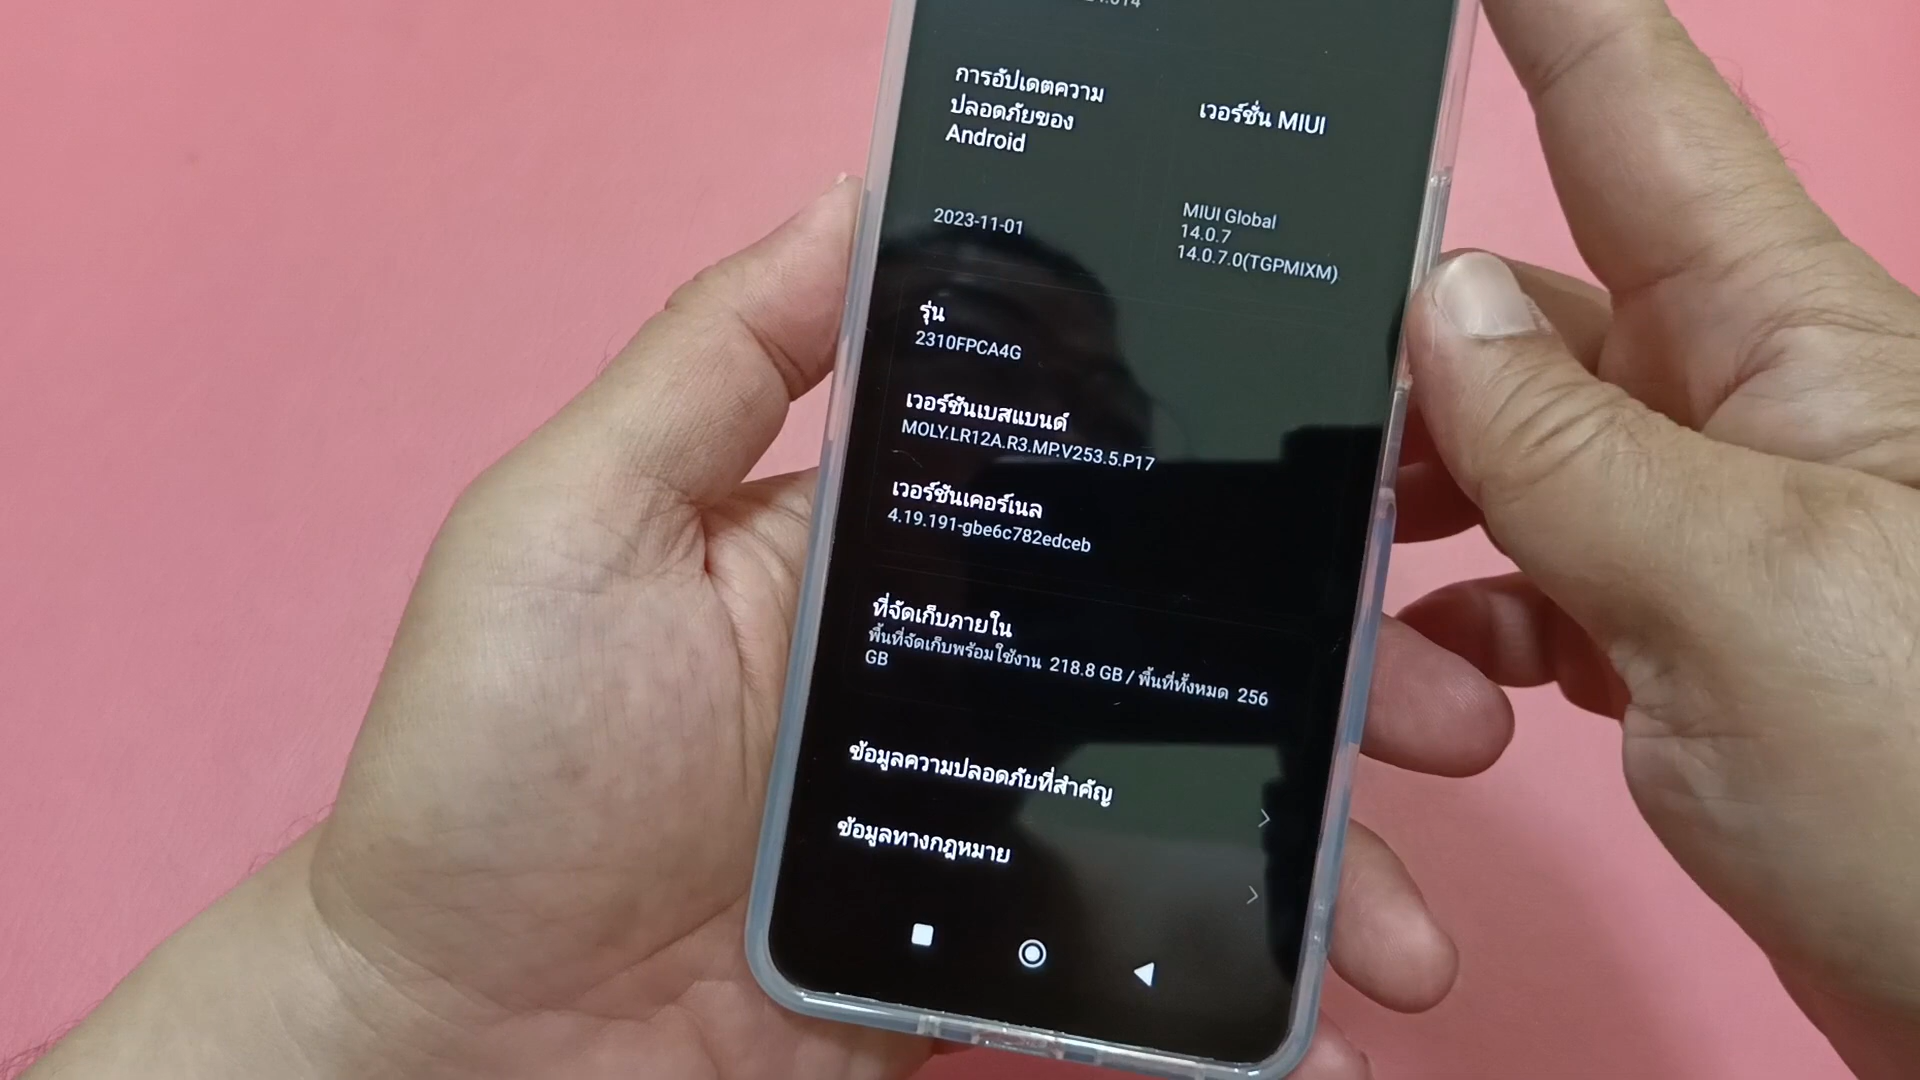 การอัปเดตความ
ปลอดภัยของ
Android
2023-11-01
เวอร์ชั่น MIUI
MIUI Global
14.0.7
14.0.7.0(TGPMIXM)
รุ่น
2310FPCA4G
เวอร์ชันเบสแบนด์
MOLY.LR12A.R3.MP.V253.5.P17
เวอร์ชันเคอร์เนล
4.19.191-gbe6c782edceb
ที่จัดเก็บภายใน
พื้นที่จัดเก็บพร้อมใช้งาน 218.8 GB / พื้นที่ทั้งหมด 256
GB
ข้อมูลความปลอดภัยที่สำคัญ
ข้อมูลทางกฎหมาย